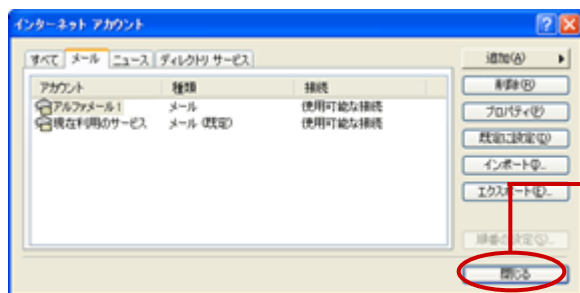 インターネット アカウント
すべて メール ニュース ディレクトリ サービス
アカウント 種類 接続
アルファメール1 メール 使用可能な接続
現在利用のサービス メール (既定) 使用可能な接続
追加(A)
削除(R)
プロパティ(P)
既定に設定(D)
インポート(I)...
エクスポート(E)...
順番の設定(S)...
閉じる